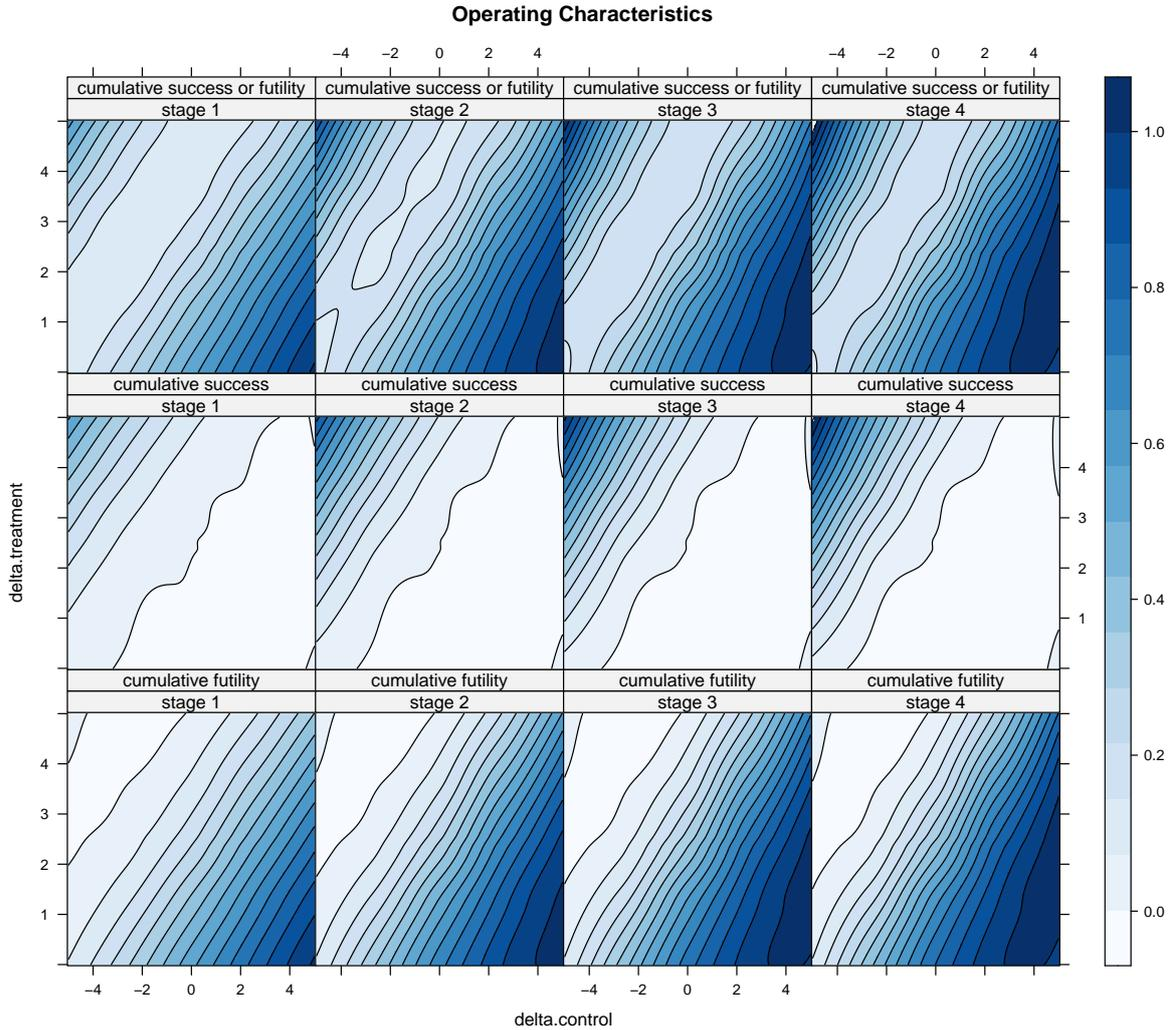 Operating Characteristics
−4 −2 0 2 4 −4 −2 0 2 4
cumulative success or futility cumulative success or futility cumulative success or futility cumulative success or futility
stage 1 stage 2 stage 3 stage 4
4
3
2
1
cumulative success cumulative success cumulative success cumulative success
stage 1 stage 2 stage 3 stage 4
4
3
2
1
cumulative futility cumulative futility cumulative futility cumulative futility
stage 1 stage 2 stage 3 stage 4
4
3
2
1
−4 −2 0 2 4 −4 −2 0 2 4
delta.control
delta.treatment
1.0
0.8
0.6
0.4
0.2
0.0